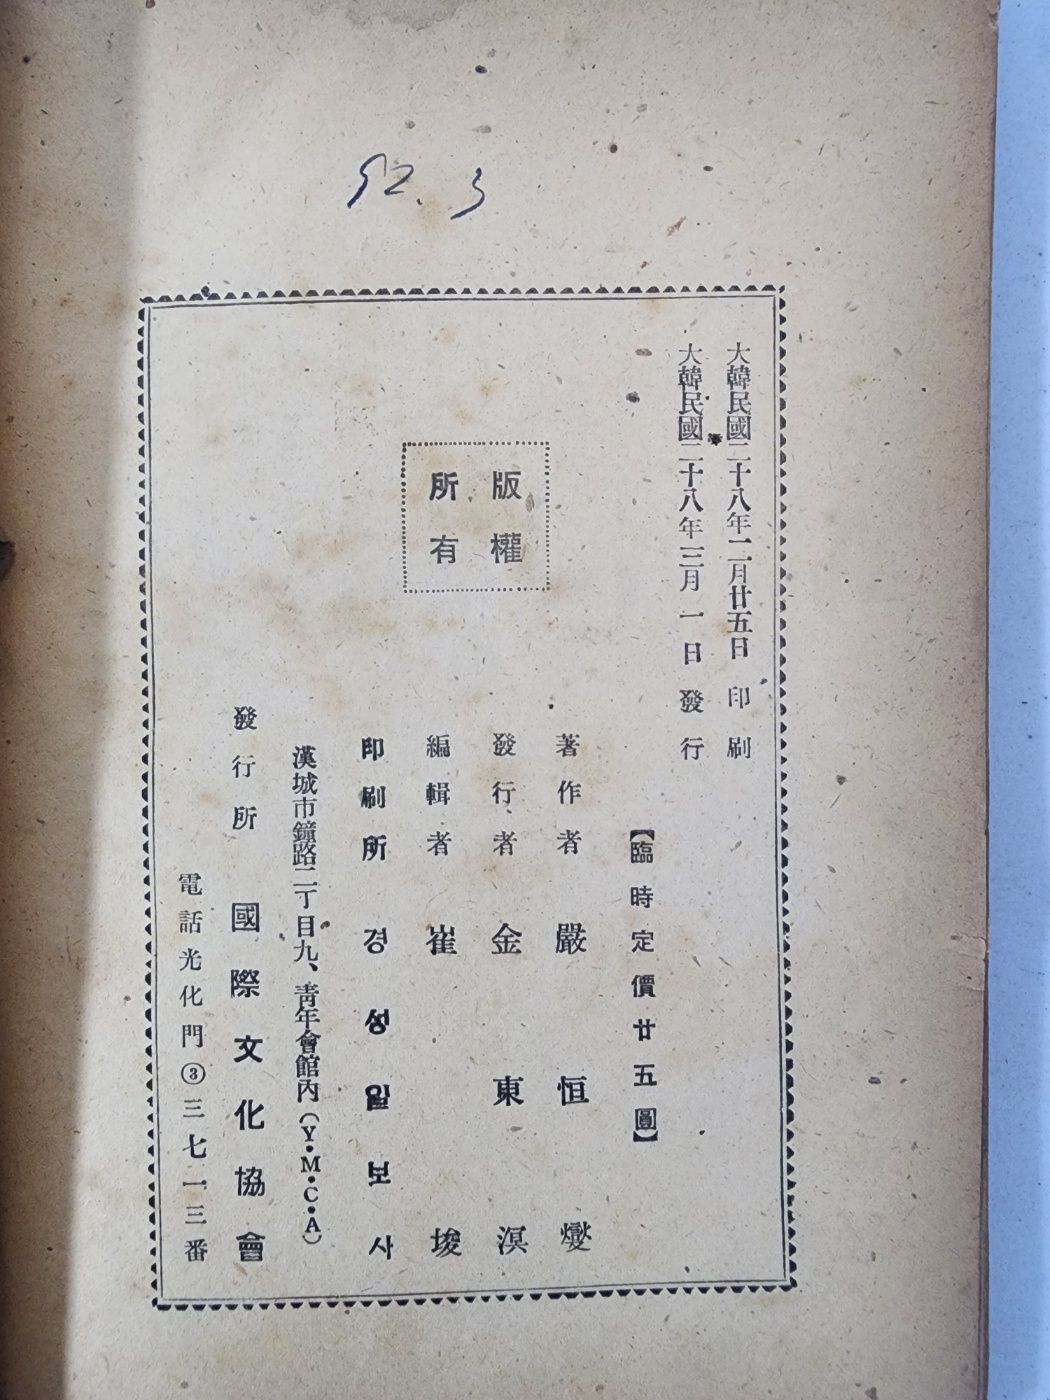 92. 3
大韓民國二十八年二月廿五日 印刷
大韓民國二十八年三月一日 發行
版權
所有
【臨時定價廿五圓】
著作者 嚴恒燮
發行者 金東溟
編輯者 崔埈
印刷所 경성일보사
漢城市鐘路二丁目九、靑年會館內(Y・M・C・A)
發行所 國際文化協會
電話光化門③三七一三番